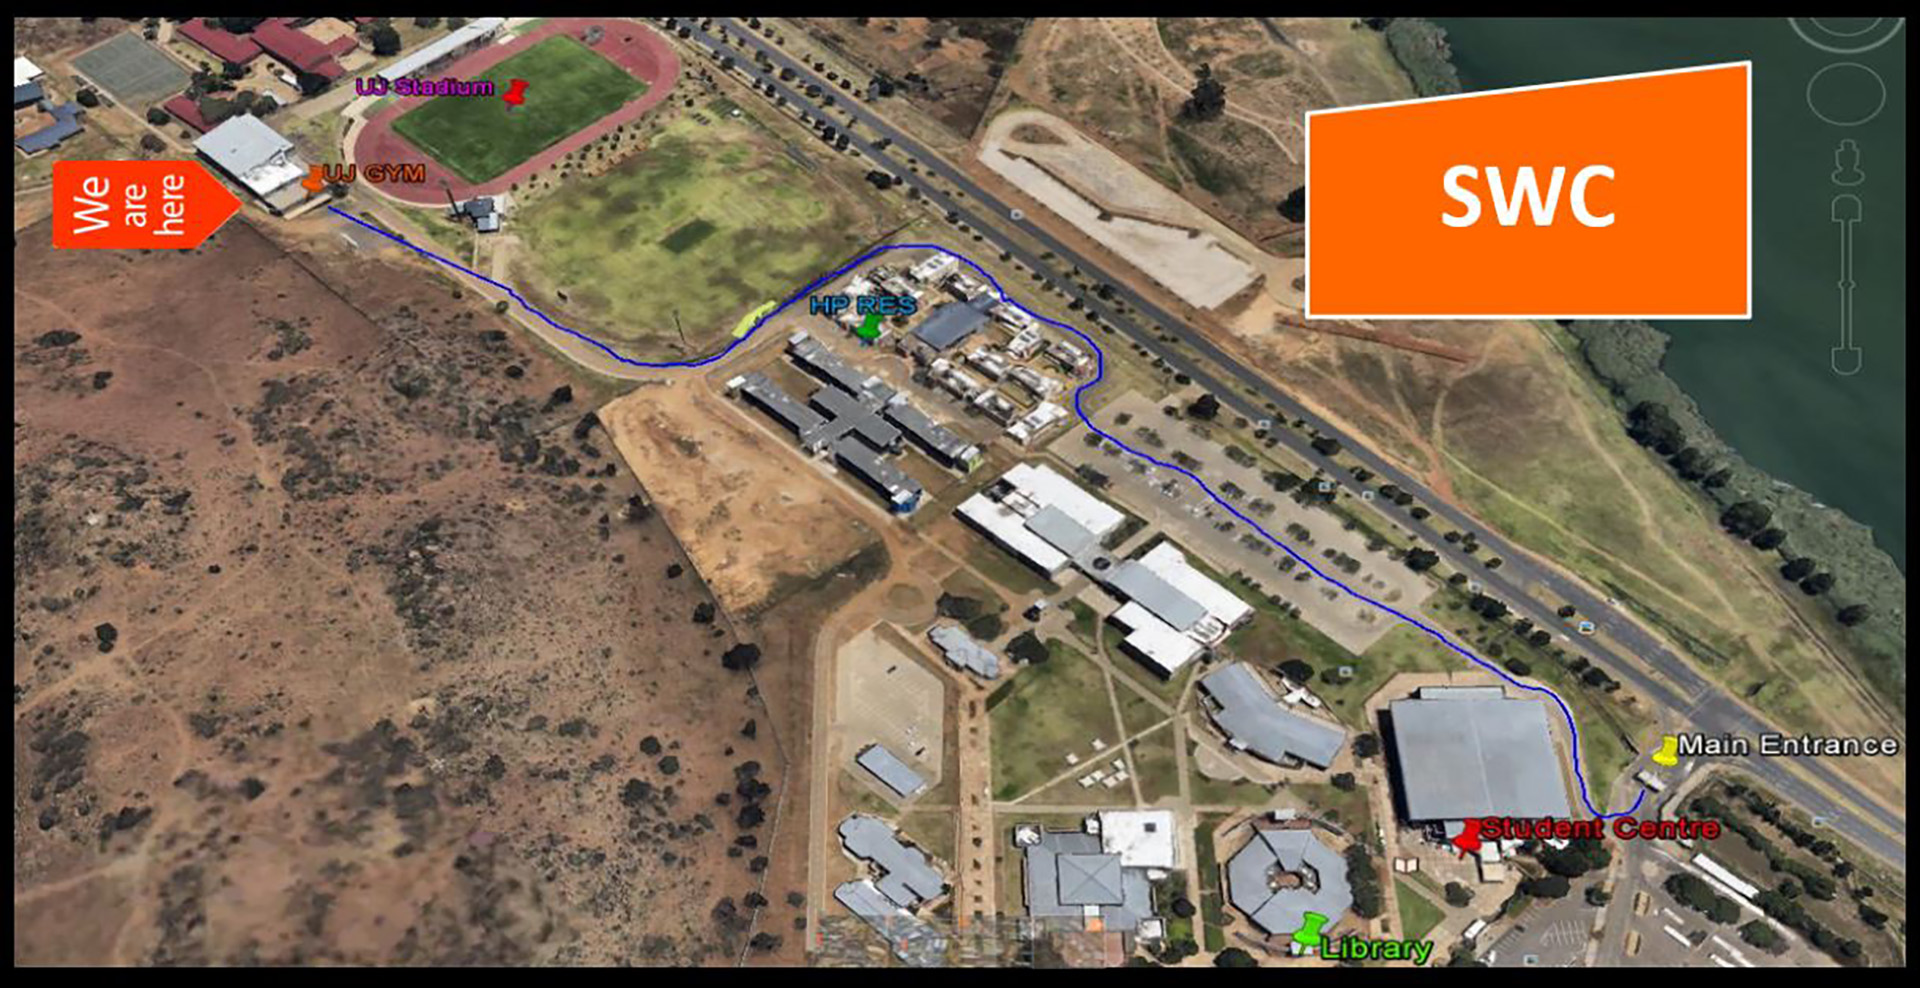 UJ Stadium
UJ GYM
We
are
here
SWC
HP RES
Main Entrance
Student Centre
Library